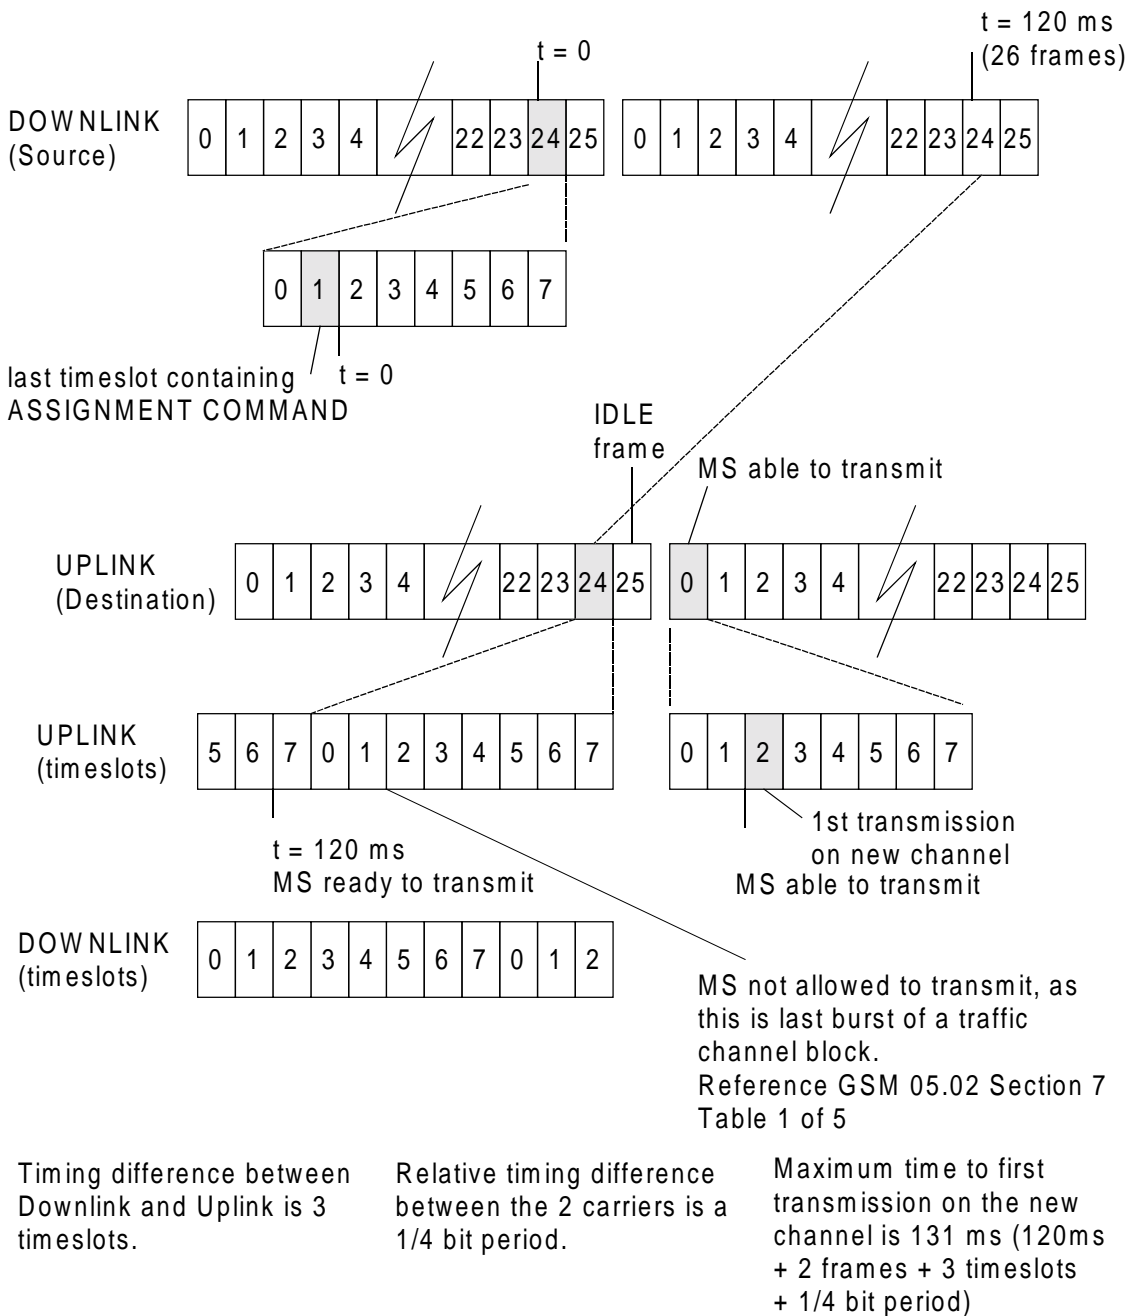 t = 120 ms
(26 frames)
t = 0
DOWNLINK
(Source)
0 1 2 3 4 22 23 24 25 0 1 2 3 4 22 23 24 25
0 1 2 3 4 5 6 7
last timeslot containing
ASSIGNMENT COMMAND
t = 0
IDLE
frame
MS able to transmit
UPLINK
(Destination)
0 1 2 3 4 22 23 24 25 0 1 2 3 4 22 23 24 25
UPLINK
(timeslots)
5 6 7 0 1 2 3 4 5 6 7 0 1 2 3 4 5 6 7
t = 120 ms
MS ready to transmit
1st transmission
on new channel
MS able to transmit
DOWNLINK
(timeslots)
0 1 2 3 4 5 6 7 0 1 2
MS not allowed to transmit, as
this is last burst of a traffic
channel block.
Reference GSM 05.02 Section 7
Table 1 of 5
Timing difference between
Downlink and Uplink is 3
timeslots.
Relative timing difference
between the 2 carriers is a
1/4 bit period.
Maximum time to first
transmission on the new
channel is 131 ms (120ms
+ 2 frames + 3 timeslots
+ 1/4 bit period)